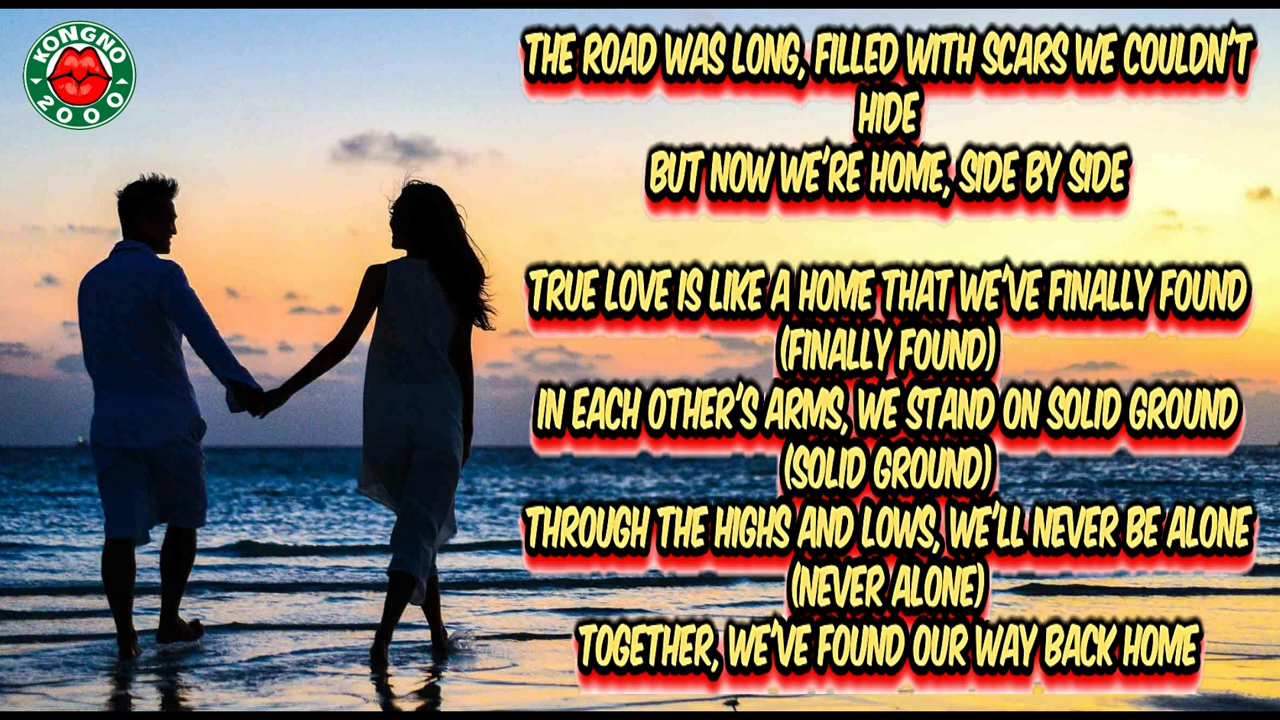 KONGNO
2000
THE ROAD WAS LONG, FILLED WITH SCARS WE COULDN'T
HIDE
BUT NOW WE'RE HOME, SIDE BY SIDE
TRUE LOVE IS LIKE A HOME THAT WE'VE FINALLY FOUND
(FINALLY FOUND)
IN EACH OTHER'S ARMS, WE STAND ON SOLID GROUND
(SOLID GROUND)
THROUGH THE HIGHS AND LOWS, WE'LL NEVER BE ALONE
(NEVER ALONE)
TOGETHER, WE'VE FOUND OUR WAY BACK HOME